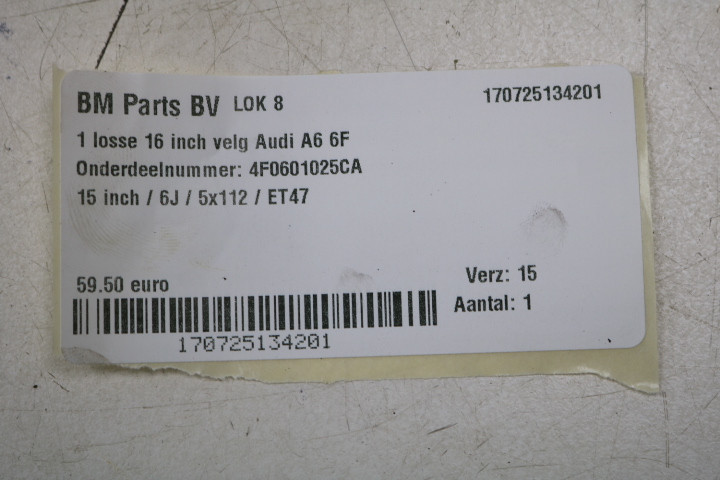 BM Parts BV LOK 8 170725134201
1 losse 16 inch velg Audi A6 6F
Onderdeelnummer: 4F0601025CA
15 inch / 6J / 5x112 / ET47
59.50 euro Verz: 15
Aantal: 1
170725134201